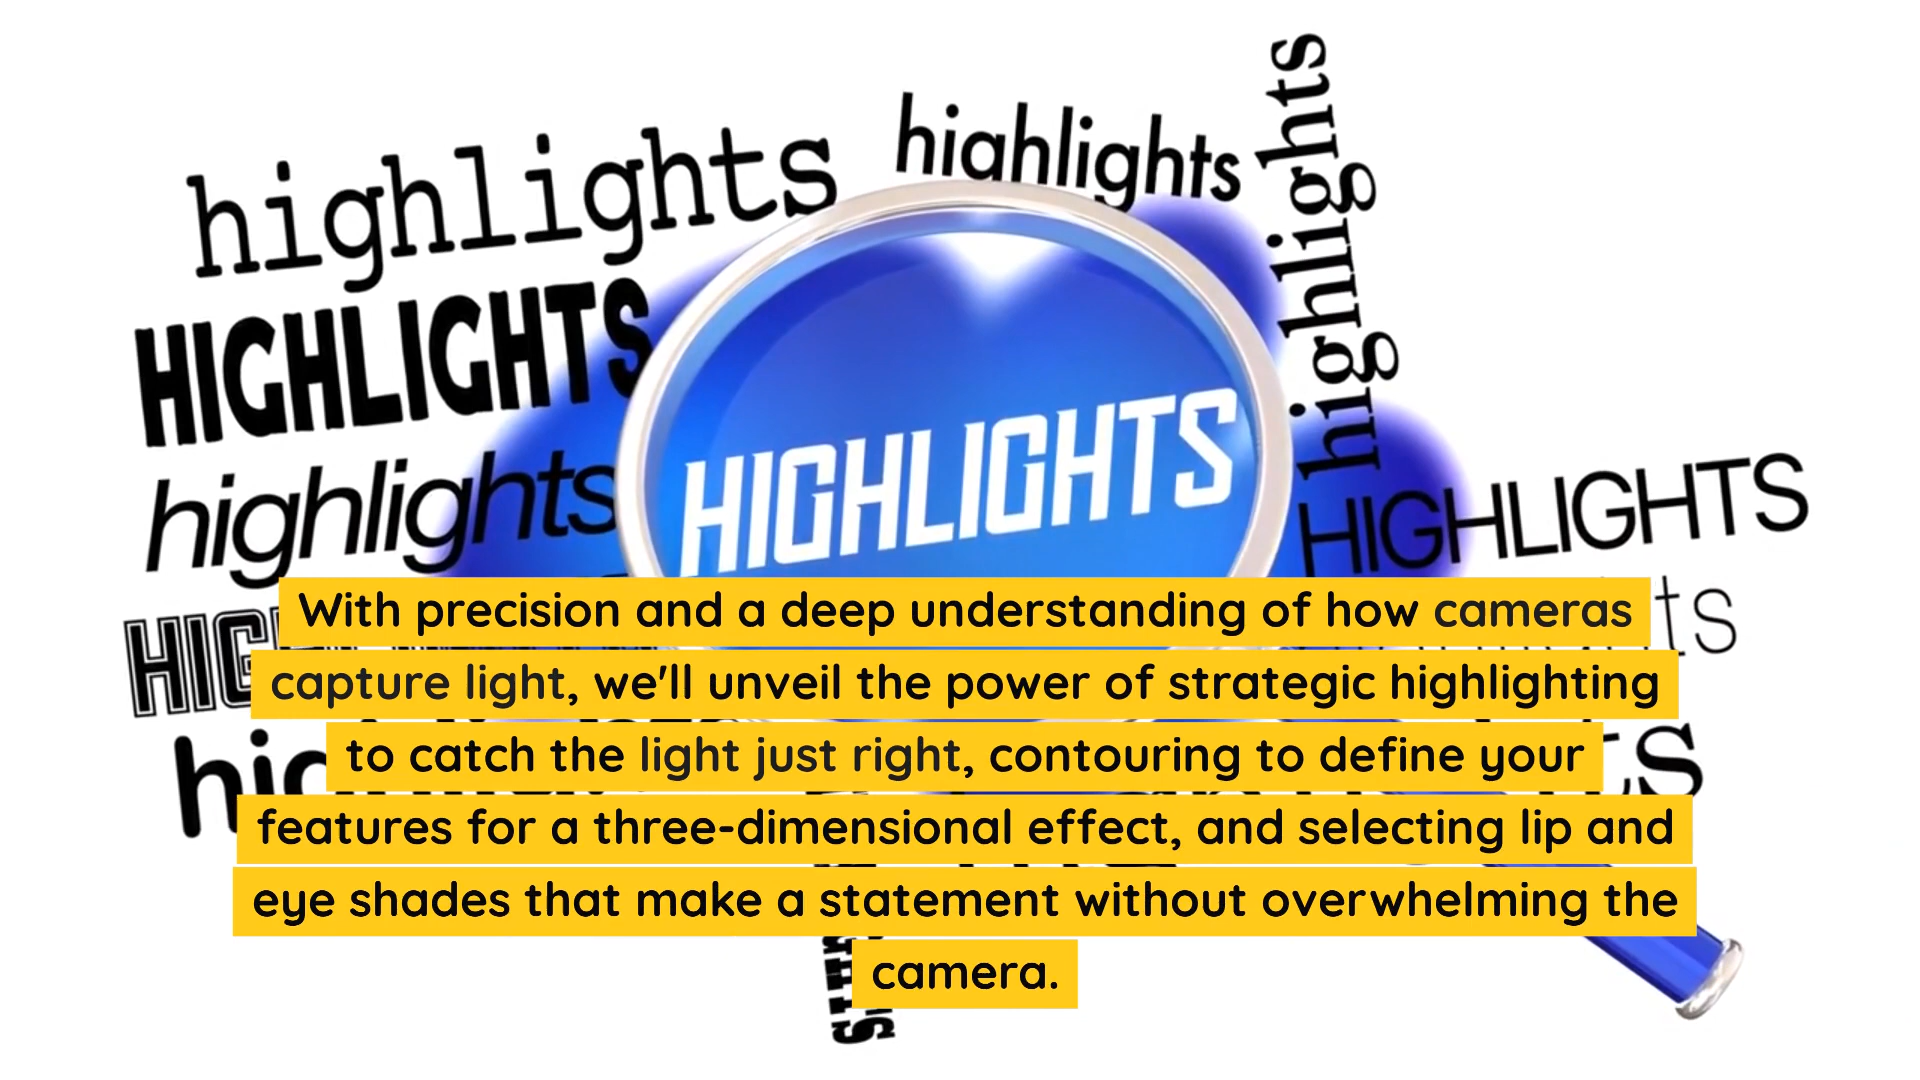 highlights
highlights
highlights
HIGHLIGHTS
HIGHLIGHTS
highlights
HIGHLIGHTS
With precision and a deep understanding of how cameras
capture light, we'll unveil the power of strategic highlighting
to catch the light just right, contouring to define your
features for a three-dimensional effect, and selecting lip and
eye shades that make a statement without overwhelming the
camera.